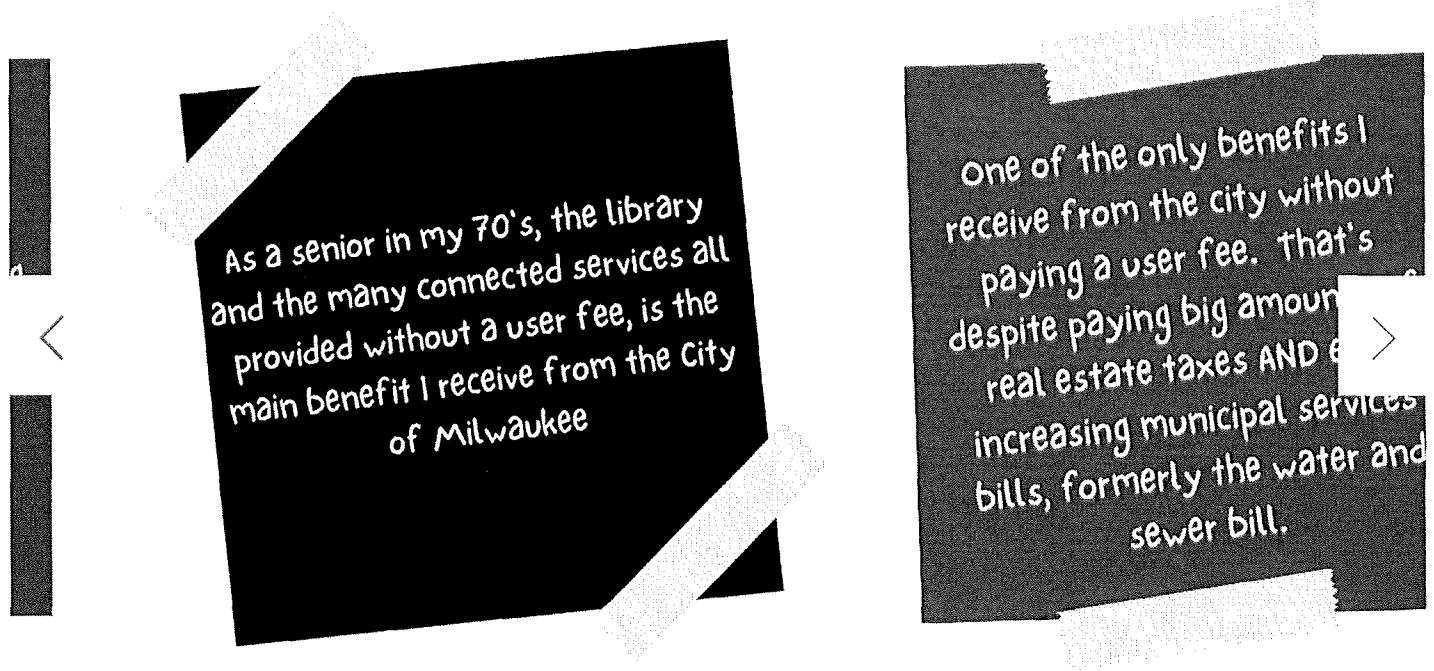 As a senior in my 70's, the library
and the many connected services all
provided without a user fee, is the
main benefit I receive from the City
of Milwaukee
One of the only benefits I
receive from the city without
paying a user fee. That's
despite paying big
real estate taxes AND
increasing municipal services
bills, formerly the water and
sewer bill.